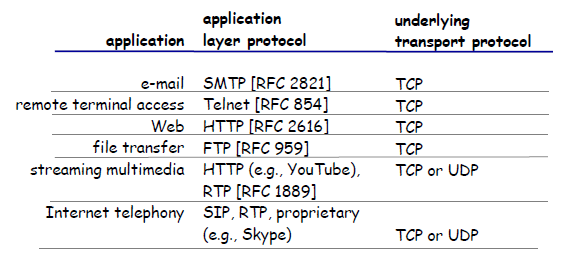 application application layer protocol underlying transport protocol
e-mail SMTP [RFC 2821] TCP
remote terminal access Telnet [RFC 854] TCP
Web HTTP [RFC 2616] TCP
file transfer FTP [RFC 959] TCP
streaming multimedia HTTP (e.g., YouTube), TCP or UDP
RTP [RFC 1889]
Internet telephony SIP, RTP, proprietary
(e.g., Skype) TCP or UDP